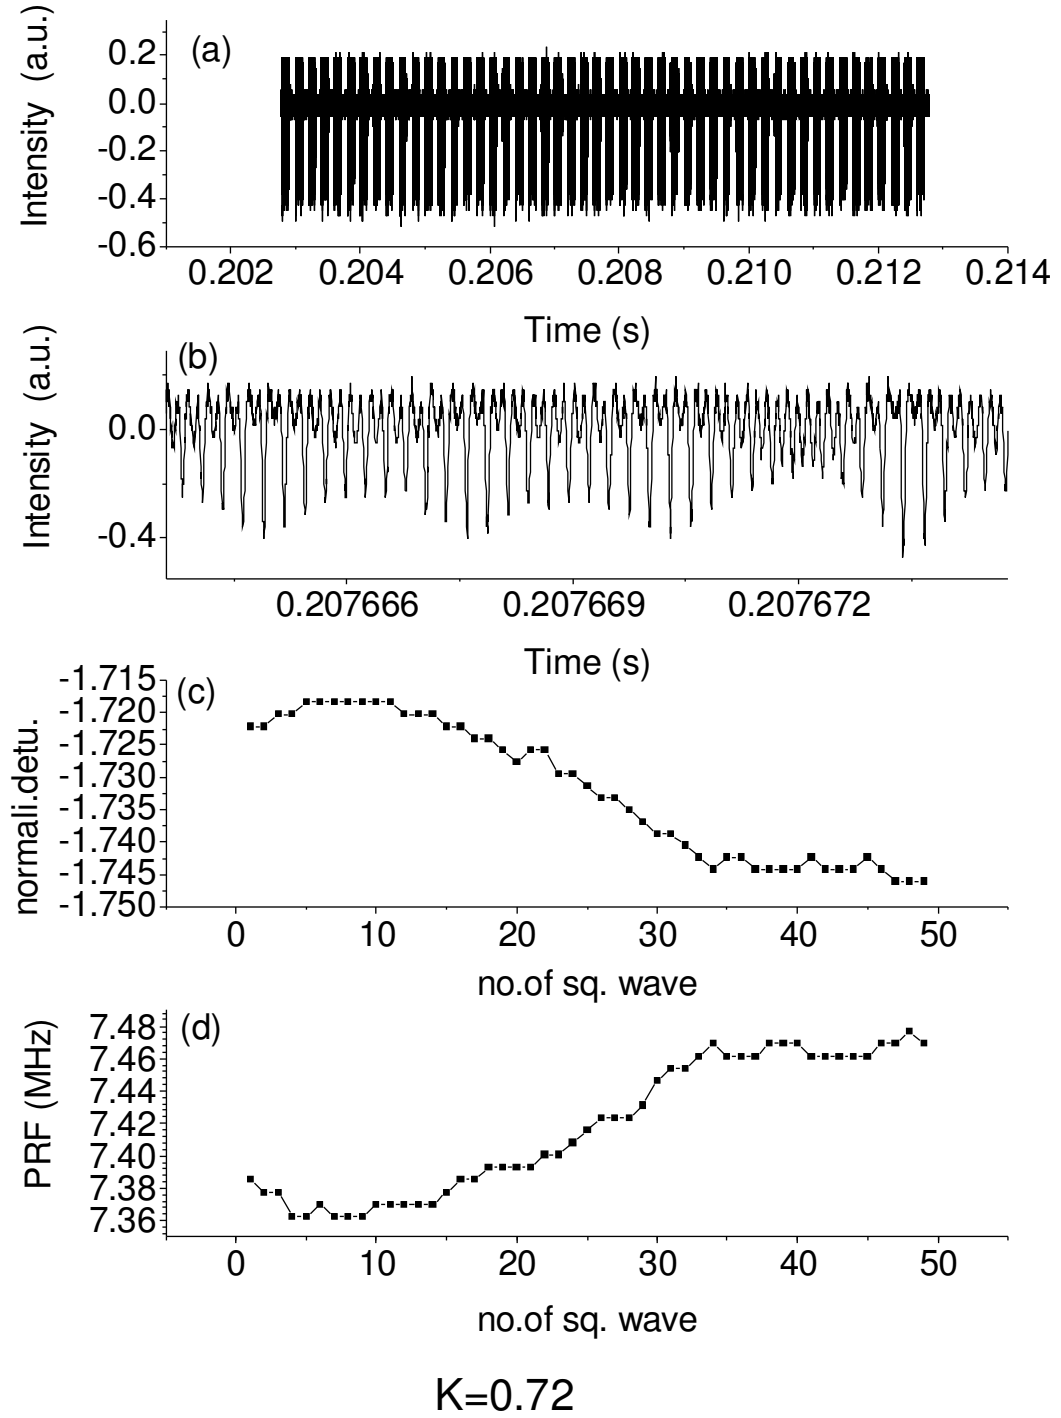 (a)
Intensity (a.u.)
0.2
0.0
-0.2
-0.4
-0.6
0.202 0.204 0.206 0.208 0.210 0.212 0.214
Time (s)
(b)
Intensity (a.u.)
0.0
-0.4
0.207666 0.207669 0.207672
Time (s)
(c)
normali.detu.
-1.715
-1.720
-1.725
-1.730
-1.735
-1.740
-1.745
-1.750
0 10 20 30 40 50
no.of sq. wave
(d)
PRF (MHz)
7.48
7.46
7.44
7.42
7.40
7.38
7.36
0 10 20 30 40 50
no.of sq. wave
K=0.72